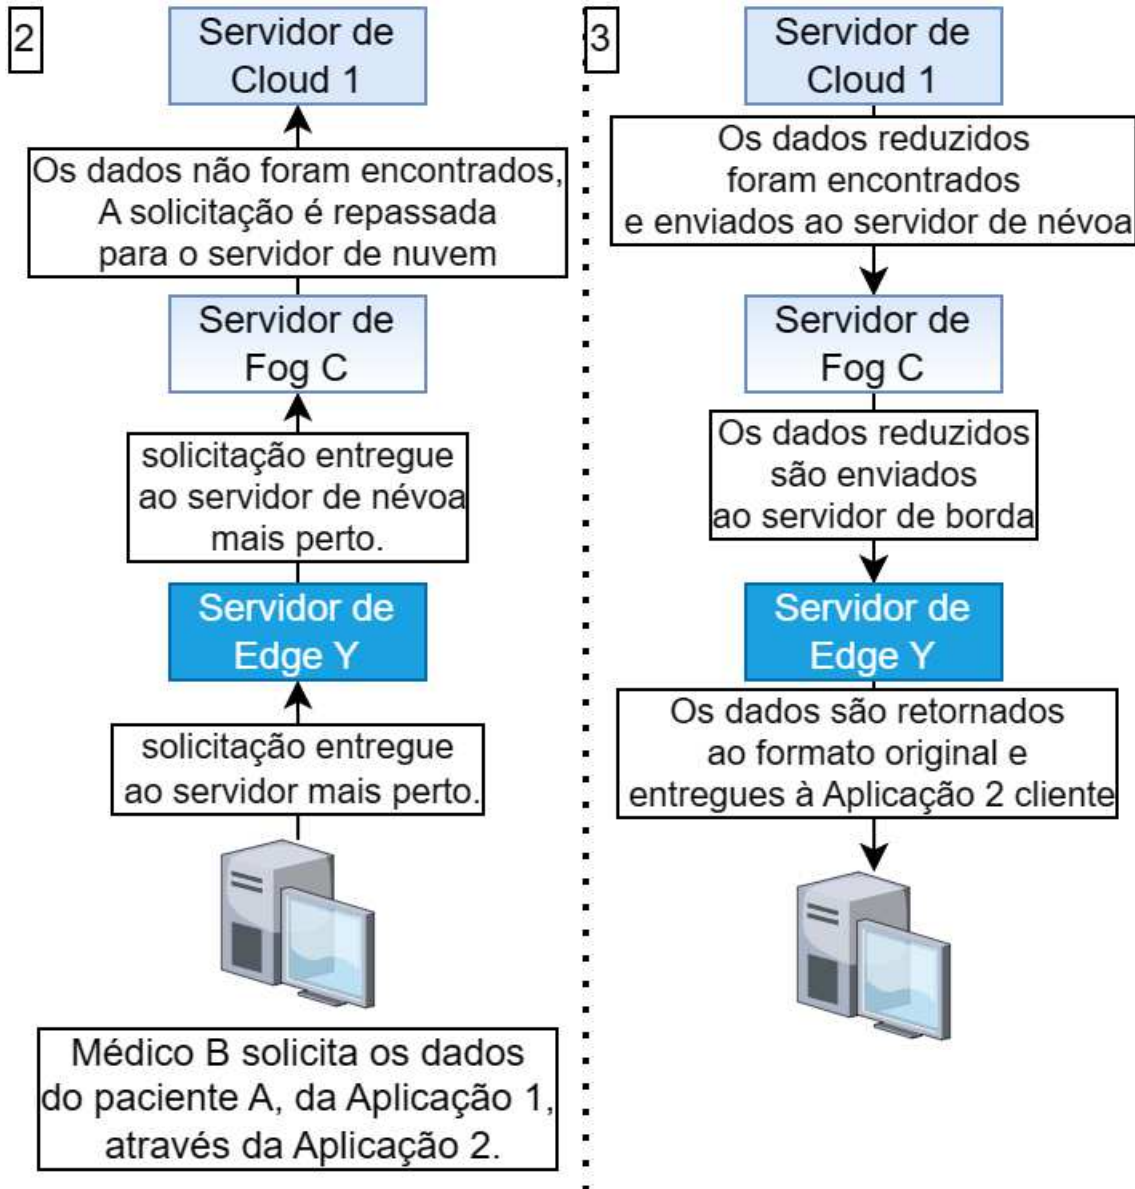 2
Servidor de
Cloud 1
Os dados não foram encontrados,
A solicitação é repassada
para o servidor de nuvem
Servidor de
Fog C
solicitação entregue
ao servidor de névoa
mais perto.
Servidor de
Edge Y
solicitação entregue
ao servidor mais perto.
Médico B solicita os dados
do paciente A, da Aplicação 1,
através da Aplicação 2.
3
Servidor de
Cloud 1
Os dados reduzidos
foram encontrados
e enviados ao servidor de névoa
Servidor de
Fog C
Os dados reduzidos
são enviados
ao servidor de borda
Servidor de
Edge Y
Os dados são retornados
ao formato original e
entregues à Aplicação 2 cliente